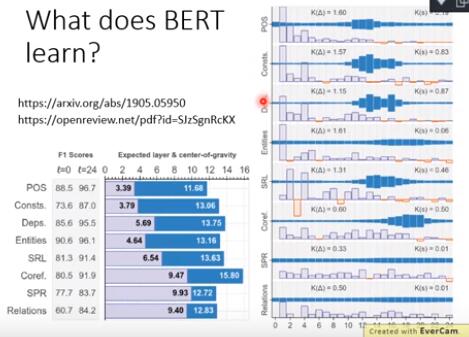 What does BERT
learn?
https://arxiv.org/abs/1905.05950
https://openreview.net/pdf?id=SJzSgnRcKX
F1 Scores Expected layer & center-of-gravity
ℓ=0 ℓ=24 0 2 4 6 8 10 12 14 16
POS 88.5 96.7 3.39 11.68
Consts. 73.6 87.0 3.79 13.06
Deps. 85.6 95.5 5.69 13.75
Entities 90.6 96.1 4.64 13.16
SRL 81.3 91.4 6.54 13.63
Coref. 80.5 91.9 9.47 15.80
SPR 77.7 83.7 9.93 12.72
Relations 60.7 84.2 9.40 12.83
POS K(Δ) = 1.60
Consts. K(Δ) = 1.57 K(s) = 0.83
K(Δ) = 1.15 K(s) = 0.87
Entities K(Δ) = 1.61 K(s) = 0.06
SRL K(Δ) = 1.31 K(s) = 0.46
Coref. K(Δ) = 0.60 K(s) = 0.50
SPR K(Δ) = 0.33 K(s) = 0.01
Relations K(Δ) = 0.50 K(s) = 0.01
0 2 4 6 8 10 12
Created with EverCam.